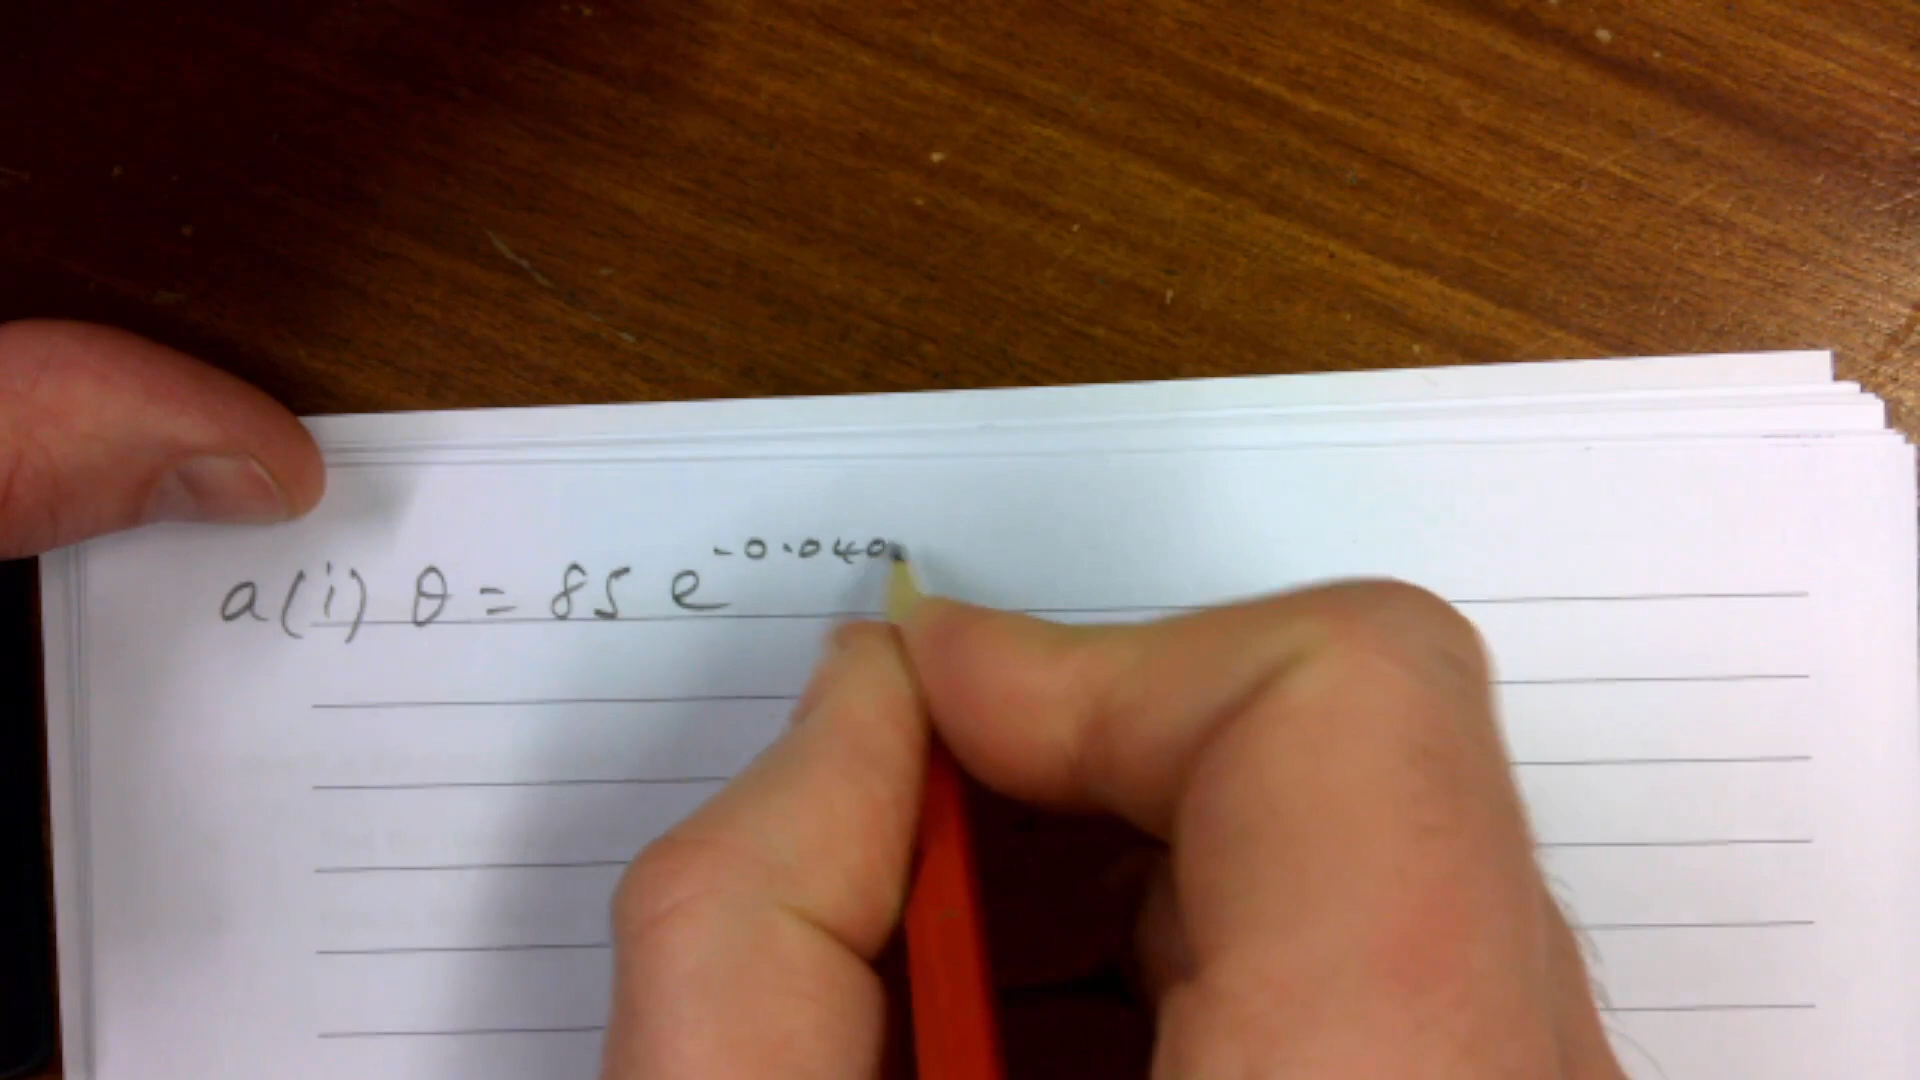 a(i) θ = 85 e^-0.040